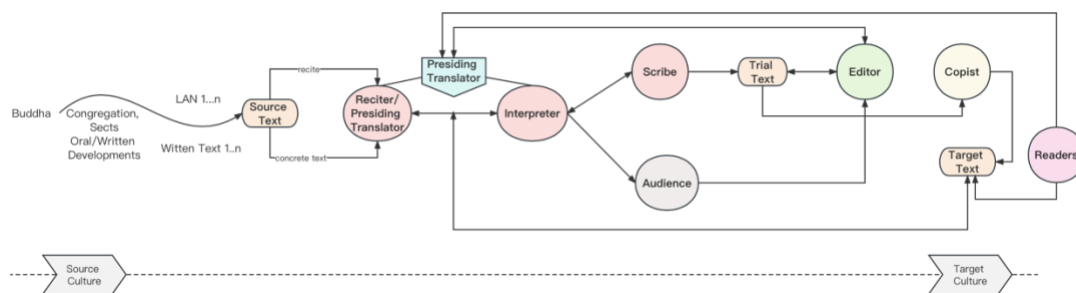 Buddha
Congregation,
Sects
Oral/Written
Developments
LAN 1...n
Witten Text 1..n
Source
Text
recite
concrete text
Reciter/
Presiding
Translator
Presiding
Translator
Interpreter
Scribe
Audience
Trial
Text
Editor
Copist
Target
Text
Readers
Source
Culture
Target
Culture